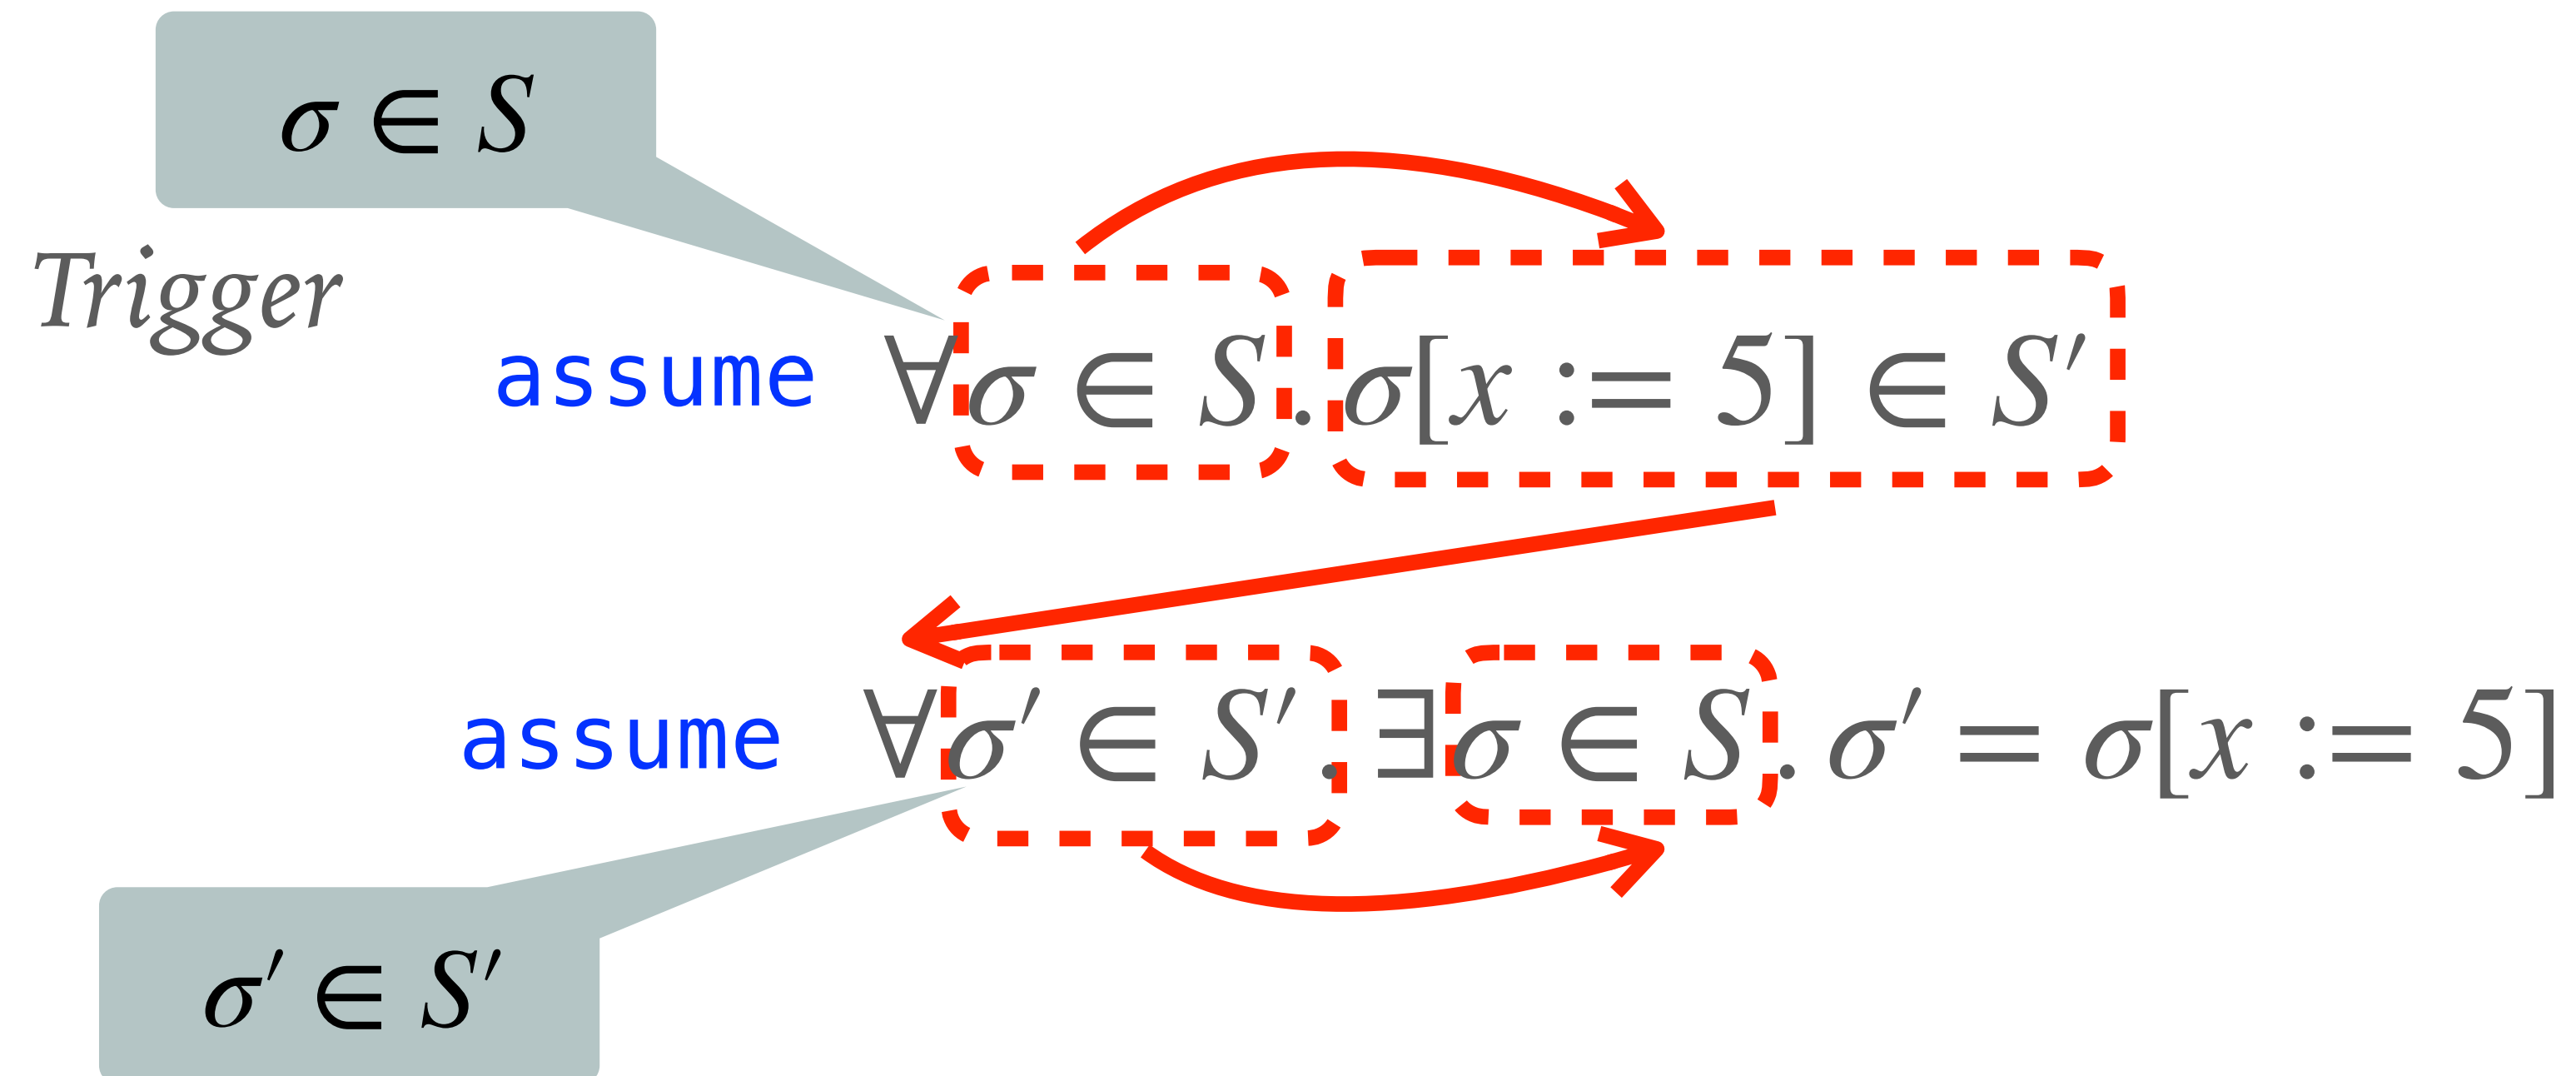 σ ∈ S
Trigger
assume ∀σ ∈ S . σ[x := 5] ∈ S′
assume ∀σ′ ∈ S′ . ∃σ ∈ S . σ′ = σ[x := 5]
σ′ ∈ S′